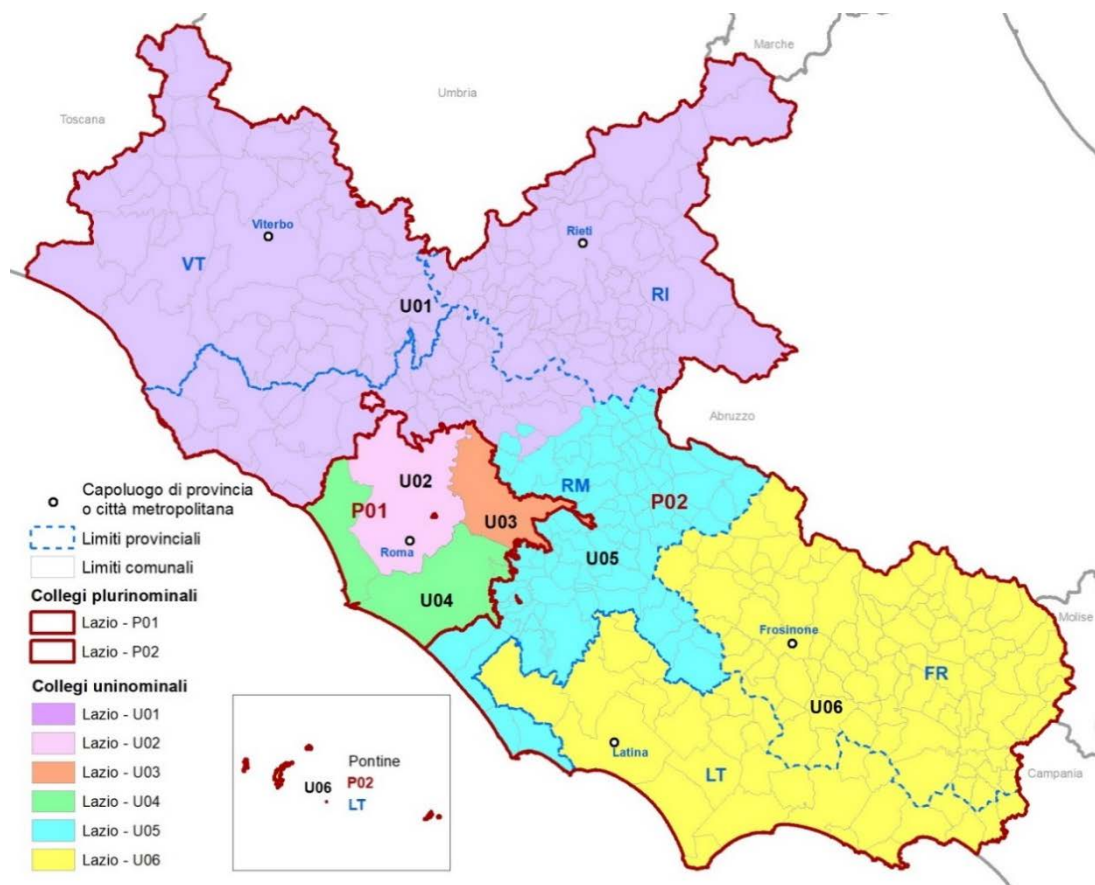 Marche
Umbria
Toscana
Viterbo
Rieti
VT
RI
U01
Abruzzo
U02
RM
P02
P01
U03
Roma
U05
U04
Molise
Frosinone
FR
U06
Latina
LT
Campania
Capoluogo di provincia
o città metropolitana
Limiti provinciali
Limiti comunali
Collegi plurinominali
Lazio - P01
Lazio - P02
Collegi uninominali
Lazio - U01
Lazio - U02
Lazio - U03
Lazio - U04
Lazio - U05
Lazio - U06
Pontine
U06
P02
LT